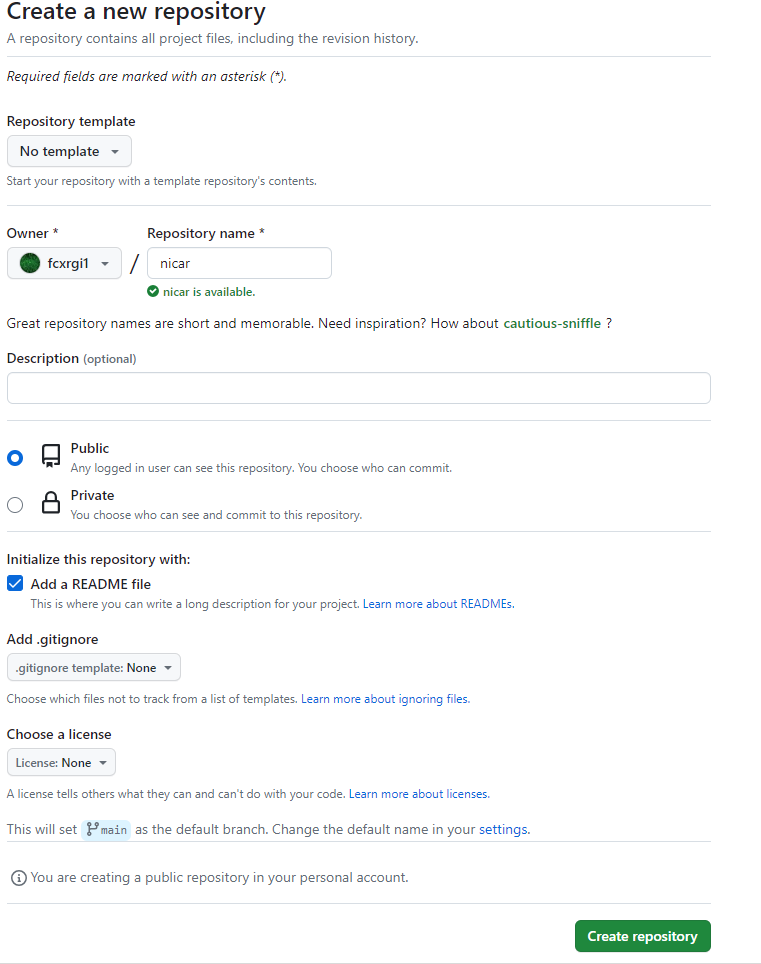 Create a new repository
A repository contains all project files, including the revision history.
Required fields are marked with an asterisk (*).
Repository template
No template
Start your repository with a template repository's contents.
Owner *
Repository name *
fcxrgi1
/
nicar
nicar is available.
Great repository names are short and memorable. Need inspiration? How about cautious-sniffle ?
Description (optional)
Public
Any logged in user can see this repository. You choose who can commit.
Private
You choose who can see and commit to this repository.
Initialize this repository with:
Add a README file
This is where you can write a long description for your project. Learn more about READMEs.
Add .gitignore
.gitignore template: None
Choose which files not to track from a list of templates. Learn more about ignoring files.
Choose a license
License: None
A license tells others what they can and can't do with your code. Learn more about licenses.
This will set main as the default branch. Change the default name in your settings.
You are creating a public repository in your personal account.
Create repository